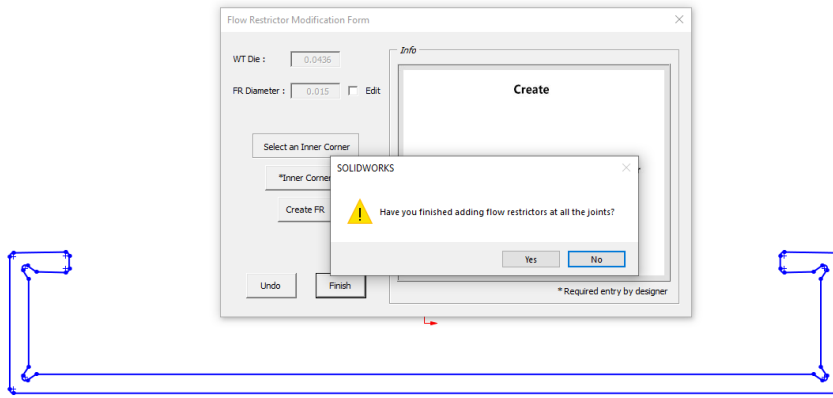 Flow Restrictor Modification Form
WT Die :
0.0436
FR Diameter :
0.015
Edit
Select an Inner Corner
*Inner Corne
Create FR
Undo
Finish
Info
Create
SOLIDWORKS
Have you finished adding flow restrictors at all the joints?
Yes
No
* Required entry by designer